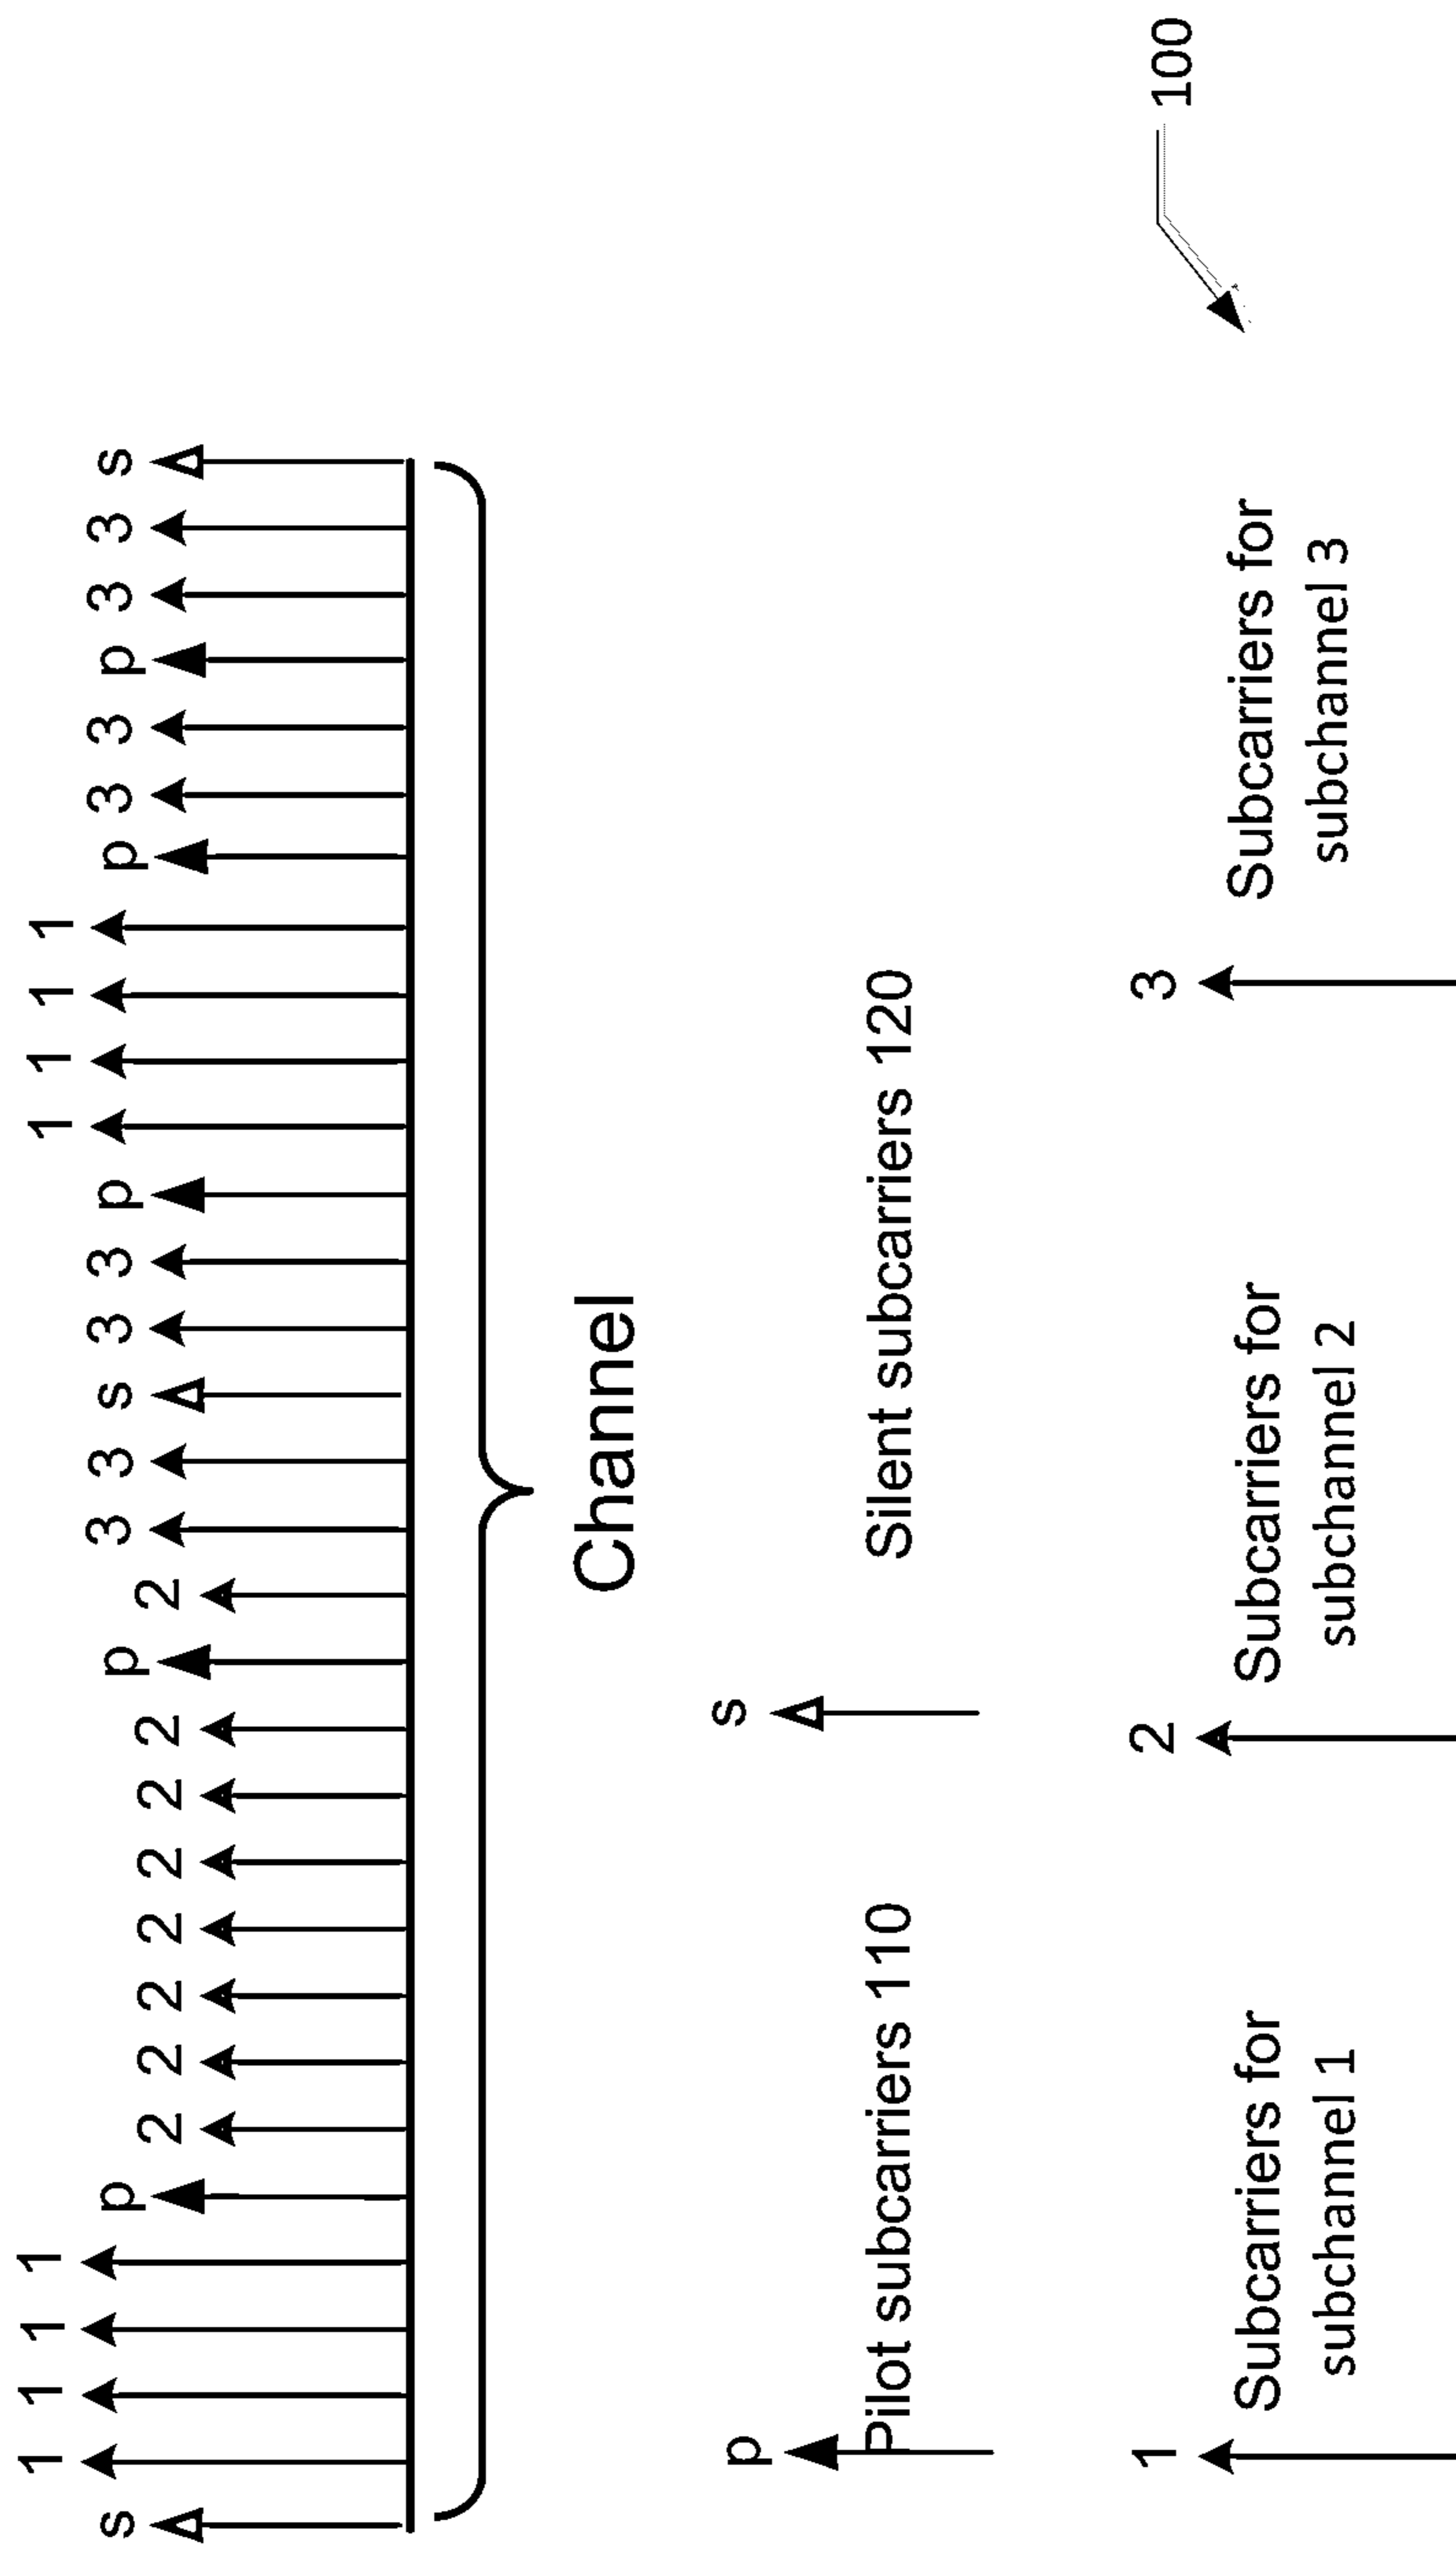 s 1 1 1 1 p 2 2 2 2 2 2 2 p 2 3 3 s 3 3 p 1 1 1 1 p 3 3 p 3 3 s
Channel
p
Pilot subcarriers 110
s
Silent subcarriers 120
1
Subcarriers for
subchannel 1
2
Subcarriers for
subchannel 2
3
Subcarriers for
subchannel 3
100